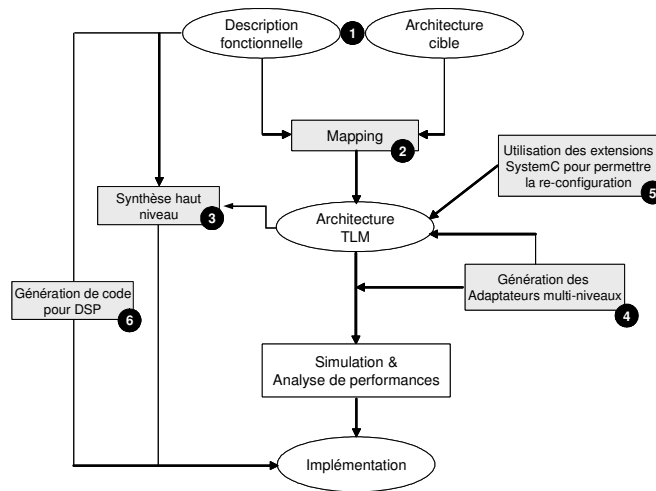 Description
fonctionnelle
1
Architecture
cible
Mapping
2
Utilisation des extensions
SystemC pour permettre
la re-configuration
5
Synthèse haut
niveau
3
Architecture
TLM
Génération de code
pour DSP
6
Génération des
Adaptateurs multi-niveaux
4
Simulation &
Analyse de performances
Implémentation